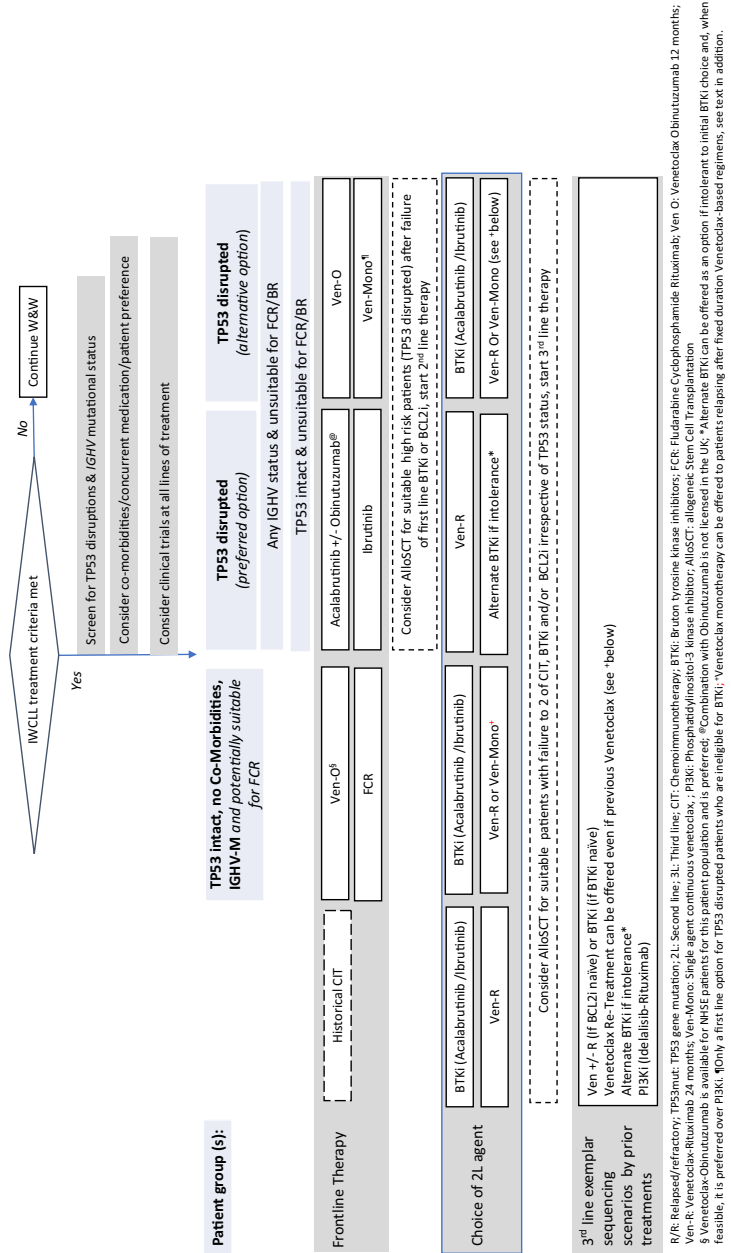 IWCLL treatment criteria met
No
Continue W&W
Yes
Screen for TP53 disruptions & IGHV mutational status
Consider co-morbidities/concurrent medication/patient preference
Consider clinical trials at all lines of treatment
Patient group (s):
TP53 intact, no Co-Morbidities,
IGHV-M and potentially suitable
for FCR
TP53 disrupted
(preferred option)
TP53 disrupted
(alternative option)
Any IGHV status & unsuitable for FCR/BR
TP53 intact & unsuitable for FCR/BR
Frontline Therapy
Historical CIT
Ven-O§
FCR
Acalabrutinib +/- Obinutuzumab@
Ibrutinib
Ven-O
Ven-Mono¶
Consider AlloSCT for suitable high risk patients (TP53 disrupted) after failure
of first line BTKi or BCL2i, start 2nd line therapy
Choice of 2L agent
BTKi (Acalabrutinib /Ibrutinib)
Ven-R
BTKi (Acalabrutinib /Ibrutinib)
Ven-R or Ven-Mono+
Ven-R
Alternate BTKi if intolerance*
BTKi (Acalabrutinib/Ibrutinib)
Ven-R Or Ven-Mono (see +below)
Consider AlloSCT for suitable patients with failure to 2 of CIT, BTKi and/or BCL2i irrespective of TP53 status, start 3rd line therapy
3rd line exemplar
sequencing
scenarios by prior
treatments
Ven +/- R (If BCL2i naïve) or BTKi (if BTKi naïve)
Venetoclax Re-Treatment can be offered even if previous Venetoclax (see +below)
Alternate BTKi if intolerance*
PI3Ki (Idelalisib-Rituximab)
R/R: Relapsed/refractory; TP53mut: TP53 gene mutation; 2L: Second line; 3L: Third line; CIT: Chemoimmunotherapy; BTKi: Bruton tyrosine kinase inhibitors; FCR: Fludarabine Cyclophosphamide Rituximab; Ven O: Venetoclax Obinutuzumab 12 months;
Ven-R: Venetoclax-Rituximab 24 months; Ven-Mono: Single agent continuous venetoclax, ; PI3Ki: Phosphatidylinositol-3 kinase inhibitor; AlloSCT: allogeneic Stem Cell Transplantation
§ Venetoclax-Obinutuzumab is available for NHSE patients for this patient population and is preferred; @Combination with Obinutuzumab is not licensed in the UK; *Alternate BTKi can be offered as an option if intolerant to initial BTKi choice and, when
feasible, it is preferred over PI3Ki. ¶Only a first line option for TP53 disrupted patients who are ineligible for BTKi; +Venetoclax monotherapy can be offered to patients relapsing after fixed duration Venetoclax-based regimens, see text in addition.